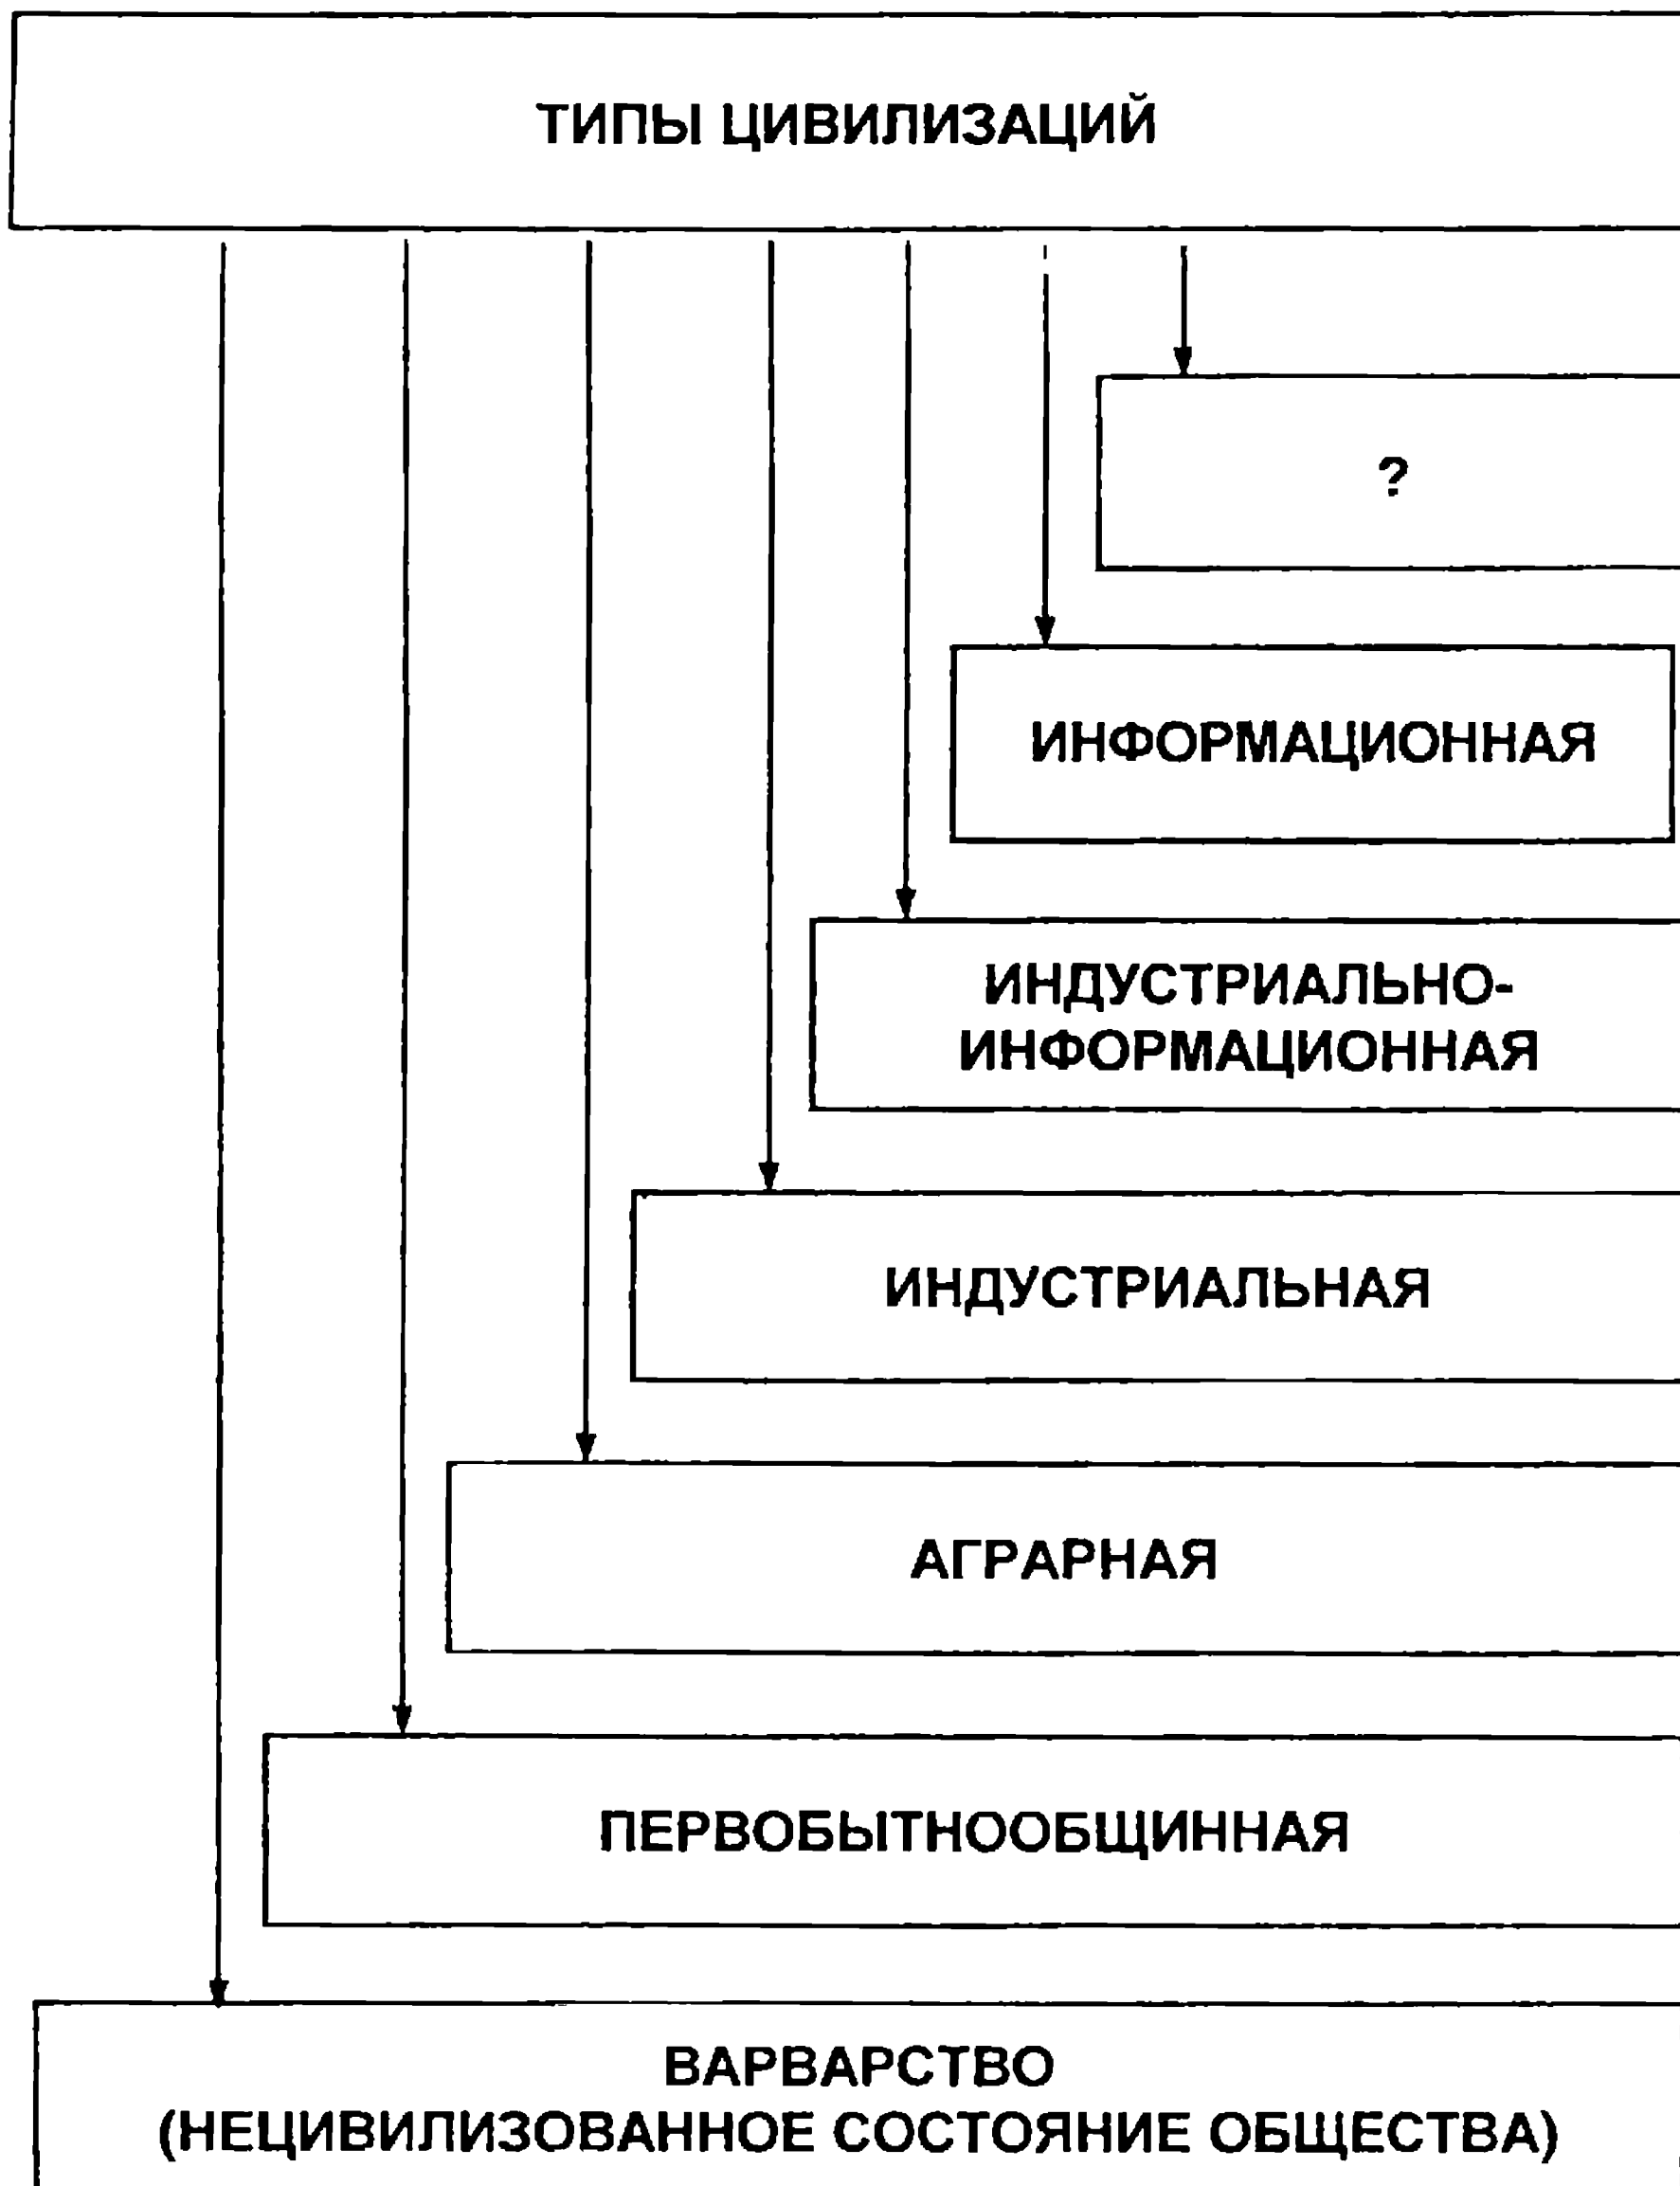 ТИПЫ ЦИВИЛИЗАЦИЙ
?
ИНФОРМАЦИОННАЯ
ИНДУСТРИАЛЬНО-
ИНФОРМАЦИОННАЯ
ИНДУСТРИАЛЬНАЯ
АГРАРНАЯ
ПЕРВОБЫТНООБЩИННАЯ
ВАРВАРСТВО
(НЕЦИВИЛИЗОВАННОЕ СОСТОЯНИЕ ОБЩЕСТВА)